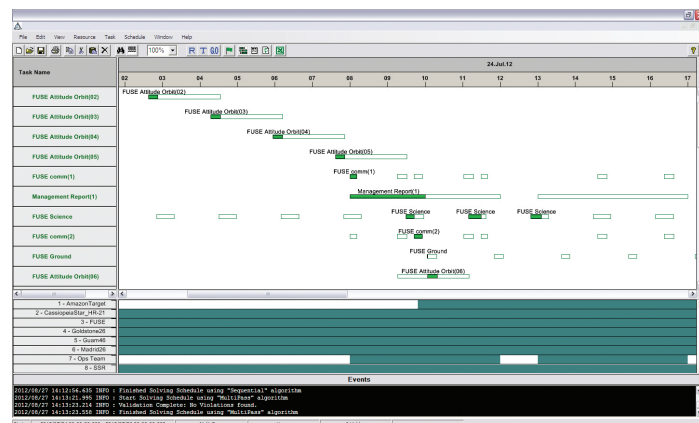 File Edit View Resource Task Schedule Window Help
100% R T GO
Task Name
24.Jul.12
02 03 04 05 06 07 08 09 10 11 12 13 14 15 16 17
FUSE Attitude Orbit(02) FUSE Attitude Orbit(02)
FUSE Attitude Orbit(03) FUSE Attitude Orbit(03)
FUSE Attitude Orbit(04) FUSE Attitude Orbit(04)
FUSE Attitude Orbit(05) FUSE Attitude Orbit(05)
FUSE comm(1) FUSE comm(1)
Management Report(1) Management Report(1)
FUSE Science FUSE Science FUSE Science FUSE Science
FUSE comm(2) FUSE comm(2)
FUSE Ground FUSE Ground
FUSE Attitude Orbit(06) FUSE Attitude Orbit(06)
1 - AmazonTarget
2 - CassiopeiaStar_HR-21
3 - FUSE
4 - Goldstone26
5 - Guam46
6 - Madrid26
7 - Ops Team
8 - SSR
Events
2012/08/27 14:12:56.635 INFO : Finished Solving Schedule using "Sequential" algorithm
2012/08/27 14:13:21.995 INFO : Start Solving Schedule using "MultiPass" algorithm
2012/08/27 14:13:23.214 INFO : Validation Complete: No Violations found.
2012/08/27 14:13:23.558 INFO : Finished Solving Schedule using "MultiPass" algorithm